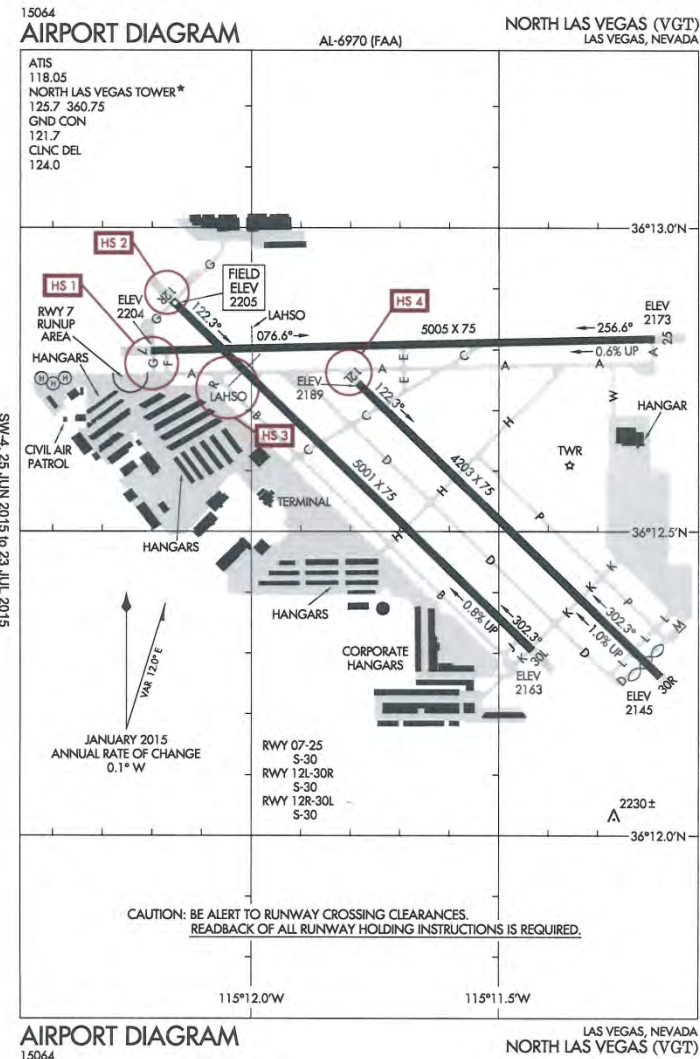 15064
AIRPORT DIAGRAM
AL-6970 (FAA)
NORTH LAS VEGAS (VGT)
LAS VEGAS, NEVADA
ATIS
118.05
NORTH LAS VEGAS TOWER*
125.7 360.75
GND CON
121.7
CLNC DEL
124.0
36°13.0'N
HS 2
G
12R
FIELD
ELEV
2205
HS 1
ELEV
2204
122.3°
LAHSO
HS 4
ELEV
2173
G
RWY 7
RUNUP
AREA
076.6°
5005 X 75
256.6°
25
7
G
F
0.6% UP
A
HANGARS
H H H
A
R
LAHSO
ELEV
2189
12L
A
E
E
C
A
A
122.3°
W
HANGAR
HS 3
B
C
C
H
CIVIL AIR
PATROL
D
TWR
TERMINAL
5001 X 75
4203 X 75
H
P
HANGARS
H
36°12.5'N
D
K
HANGARS
B
0.8% UP
302.3°
K
K
P
302.3°
L
W
1.0% UP
CORPORATE
HANGARS
K
30L
D
D
ELEV
2163
ELEV
2145
30R
VAR 12.0° E
JANUARY 2015
ANNUAL RATE OF CHANGE
0.1° W
RWY 07-25
S-30
RWY 12L-30R
S-30
RWY 12R-30L
S-30
2230 ±
36°12.0'N
CAUTION: BE ALERT TO RUNWAY CROSSING CLEARANCES.
READBACK OF ALL RUNWAY HOLDING INSTRUCTIONS IS REQUIRED.
115°12.0'W
115°11.5'W
SW-4, 25 JUN 2015 to 23 JUL 2015
AIRPORT DIAGRAM
15064
LAS VEGAS, NEVADA
NORTH LAS VEGAS (VGT)